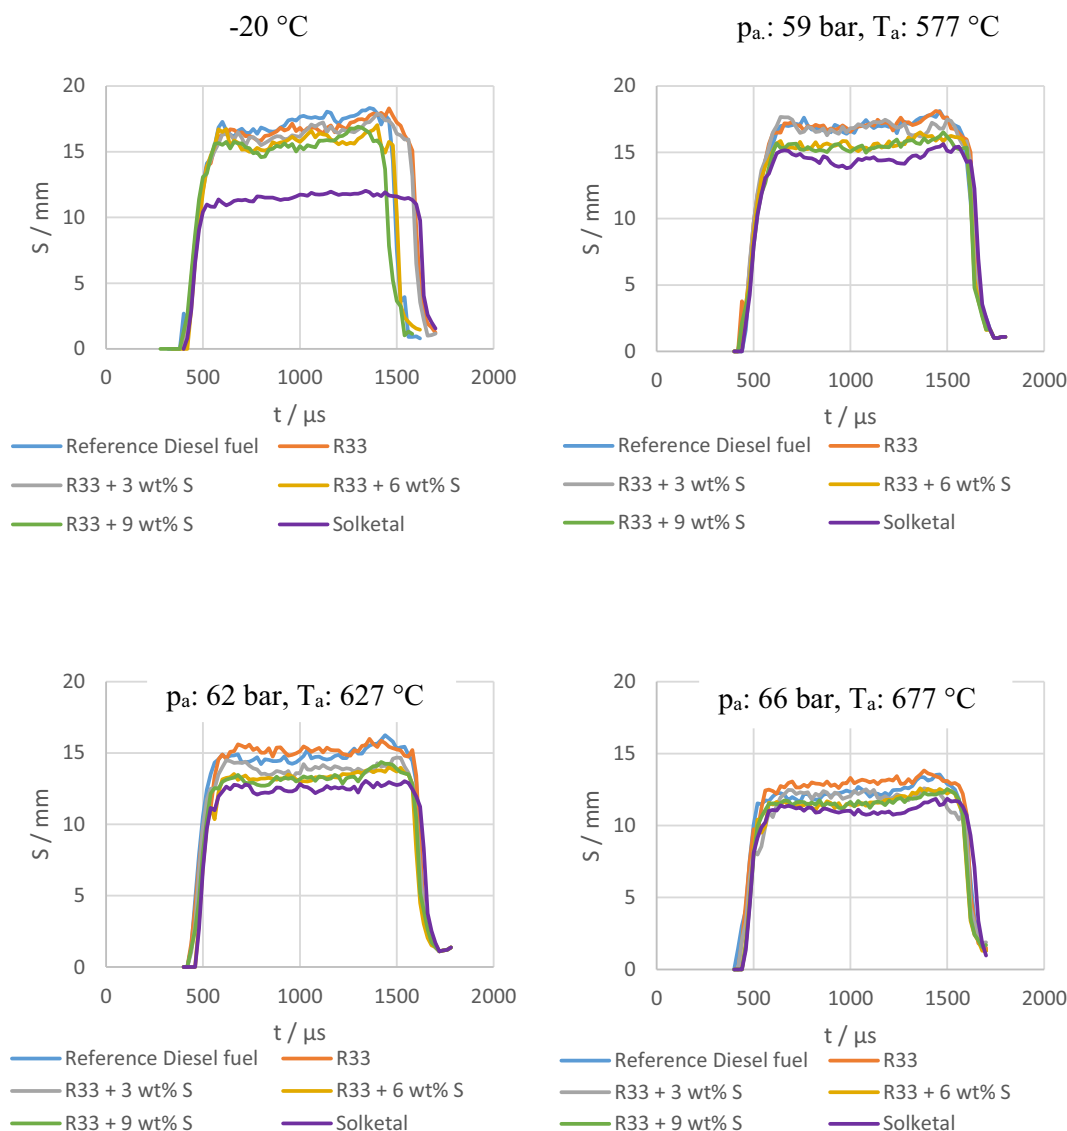 -20 °C
pₐ.: 59 bar, Tₐ: 577 °C
20
15
10
5
0
S / mm
0 500 1000 1500 2000
t / µs
Reference Diesel fuel R33
R33 + 3 wt% S R33 + 6 wt% S
R33 + 9 wt% S Solketal
20
15
10
5
0
S / mm
0 500 1000 1500 2000
t / µs
Reference Diesel fuel R33
R33 + 3 wt% S R33 + 6 wt% S
R33 + 9 wt% S Solketal
pₐ: 62 bar, Tₐ: 627 °C
20
15
10
5
0
S / mm
0 500 1000 1500 2000
t / µs
Reference Diesel fuel R33
R33 + 3 wt% S R33 + 6 wt% S
R33 + 9 wt% S Solketal
pₐ: 66 bar, Tₐ: 677 °C
20
15
10
5
0
S / mm
0 500 1000 1500 2000
t / µs
Reference Diesel fuel R33
R33 + 3 wt% S R33 + 6 wt% S
R33 + 9 wt% S Solketal